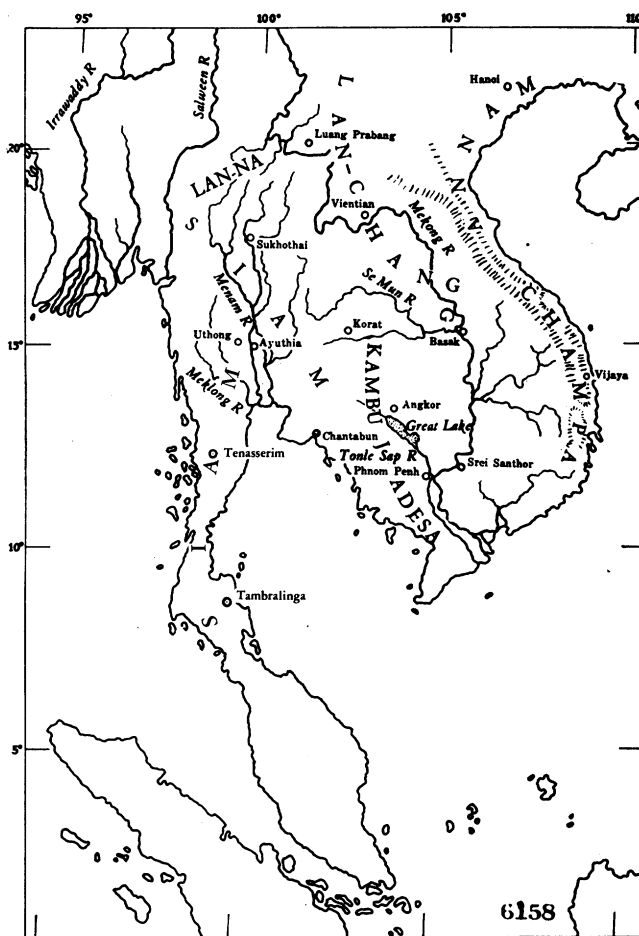 95°
100°
105°
110
Irrawaddy R
Salween R
LAN-CHANG
Hanoi
ANNAM
20°
Luang Prabang
LAN-NA
Vientian
Mekong R
SIAM
Sukhothai
Menam R
Se Mun R
CHAMPA
15°
Uthong
Ayuthia
Korat
Basak
Vijaya
Meklong R
KAMBUJADESA
Angkor
Great Lake
Chantabun
Tonle Sap R
Tenasserim
Phnom Penh
Srei Santhor
SIAM
10°
Tambralinga
5°
6158